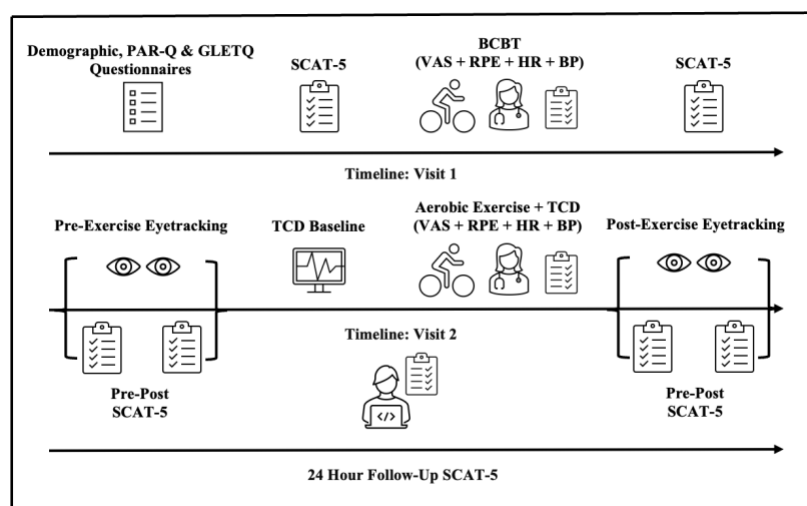 Demographic, PAR-Q & GLETQ
Questionnaires
SCAT-5
BCBT
(VAS + RPE + HR + BP)
SCAT-5
Timeline: Visit 1
Pre-Exercise Eyetracking
TCD Baseline
Aerobic Exercise + TCD
(VAS + RPE + HR + BP)
Post-Exercise Eyetracking
Timeline: Visit 2
Pre-Post
SCAT-5
</>
Pre-Post
SCAT-5
24 Hour Follow-Up SCAT-5